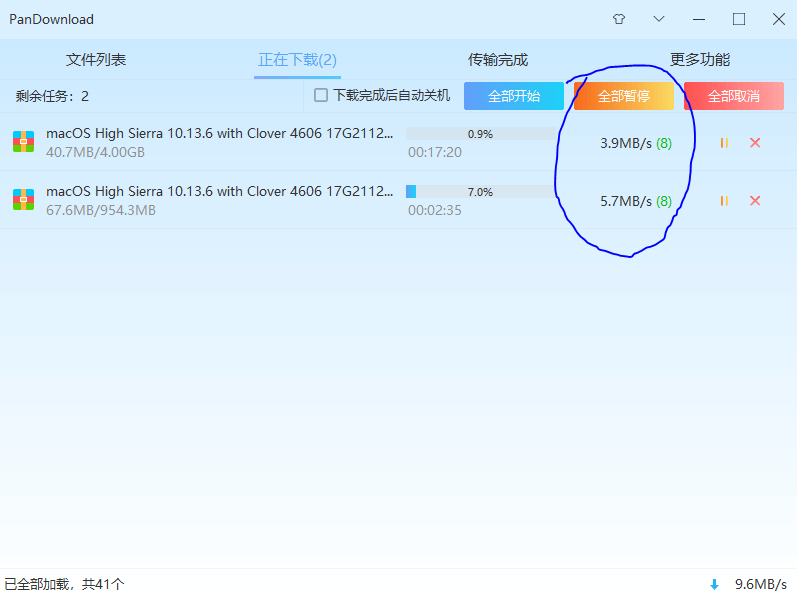 PanDownload
文件列表 正在下载(2) 传输完成 更多功能
剩余任务：2 下载完成后自动关机 全部开始 全部暂停 全部取消
macOS High Sierra 10.13.6 with Clover 4606 17G2112... 0.9% 3.9MB/s (8)
40.7MB/4.00GB 00:17:20
macOS High Sierra 10.13.6 with Clover 4606 17G2112... 7.0% 5.7MB/s (8)
67.6MB/954.3MB 00:02:35
已全部加载，共41个 9.6MB/s